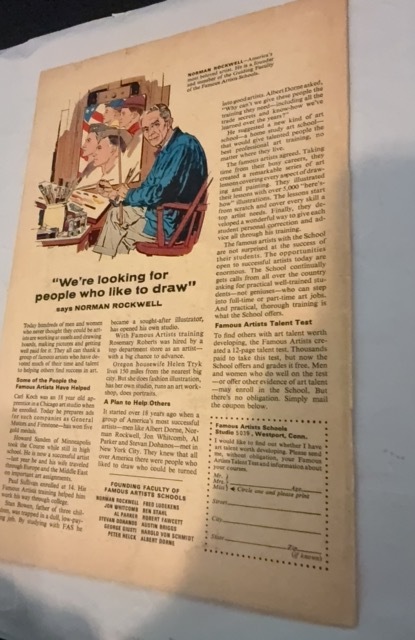 NORMAN ROCKWELL—America's
most beloved artist. He is a founder
and member of the Guiding Faculty
of the Famous Artists Schools.
"We're looking for
people who like to draw"
says NORMAN ROCKWELL
Today hundreds of men and women
who never thought they could be art-
ists are working as
boards, making pictures and getting
well paid for it. They all can thank a
group of famous artists who have de-
voted much of their time and talent
to helping others find success in art.
Some of the People the
Famous Artists Have Helped
Carl Koch was an
prentice in a Chicago art studio when
he enrolled. Today he prepares ads
for such companies as General
Motors and Firestone—has won five
gold medals.
Howard Sanden of Minneapolis
took the Course while still in high
school. He is now a successful artist
—last year he and his wife traveled
through Europe and the Middle East
on important art assignments.
Paul Sullivan enrolled at 14. His
Famous Artists training helped him
work his way through college.
Stan Bowen, father of three chil-
was trapped in a dull, low-pay-
job. By studying with FAS he
became a sought-after illustrator,
has opened his own studio.
With Famous Artists training
Rosemary Roberts was hired by a
top department store as an artist—
with a big chance to advance.
Oregon housewife Helen Tryk
lived 150 miles from the nearest big
city. But she does fashion illustration,
has her own studio, runs an art work-
shop, does portraits.
A Plan to Help Others
It started over 18 years ago when a
group of America's most successful
artists—men like Albert Dorne, Nor-
man Rockwell, Jon Whitcomb, Al
Parker and Stevan Dohanos—met in
New York City. They knew that all
over America there were people who
liked to draw who could be turned
FOUNDING FACULTY OF
FAMOUS ARTISTS SCHOOLS
NORMAN ROCKWELL FRED LUDEKENS
JON WHITCOMB BEN STAHL
AL PARKER ROBERT FAWCETT
STEVAN DOHANOS AUSTIN BRIGGS
GEORGE GIUSTI HAROLD VON SCHMIDT
PETER HELCK ALBERT DORNE
into good artists. Albert Dorne asked,
"Why can't we give these people the
training they need—including all the
trade secrets and know-how we've
learned over the years?"
He suggested a new kind of art
school—a home study art school—
that would give talented people the
best professional art training, no
matter where they live.
The famous artists agreed. Taking
time from their busy careers, they
created a remarkable series of art
lessons covering every aspect of draw-
ing and painting. They illustrated
their lessons with over 5,000 "here's-
how" illustrations. The lessons start
from scratch and cover every skill a
top artist needs. Finally, they de-
veloped a wonderful way to give each
student personal correction and ad-
vice all through his training.
The famous artists with the School
are not surprised at the success of
their students. The opportunities
open to successful artists today are
enormous. The School continually
gets calls from all over the country
asking for practical well-trained stu-
dents—not geniuses—who can step
into full-time or part-time art jobs.
And practical, thorough training is
what the School offers.
Famous Artists Talent Test
To find others with art talent worth
developing, the Famous Artists cre-
ated a 12-page talent test. Thousands
paid to take this test, but now the
School offers and grades it free. Men
and women who do well on the test
—or offer other evidence of art talent
—may enroll in the School. But
there's no obligation. Simply mail
the coupon below.
Famous Artists Schools
Studio 5039, Westport, Conn.
I would like to find out whether I have
art talent worth developing. Please send
me, without obligation, your Famous
Artists Talent Test and information about
your courses.
Mr.
Mrs. Age
Miss Circle one and please print
Street
City
State Zip